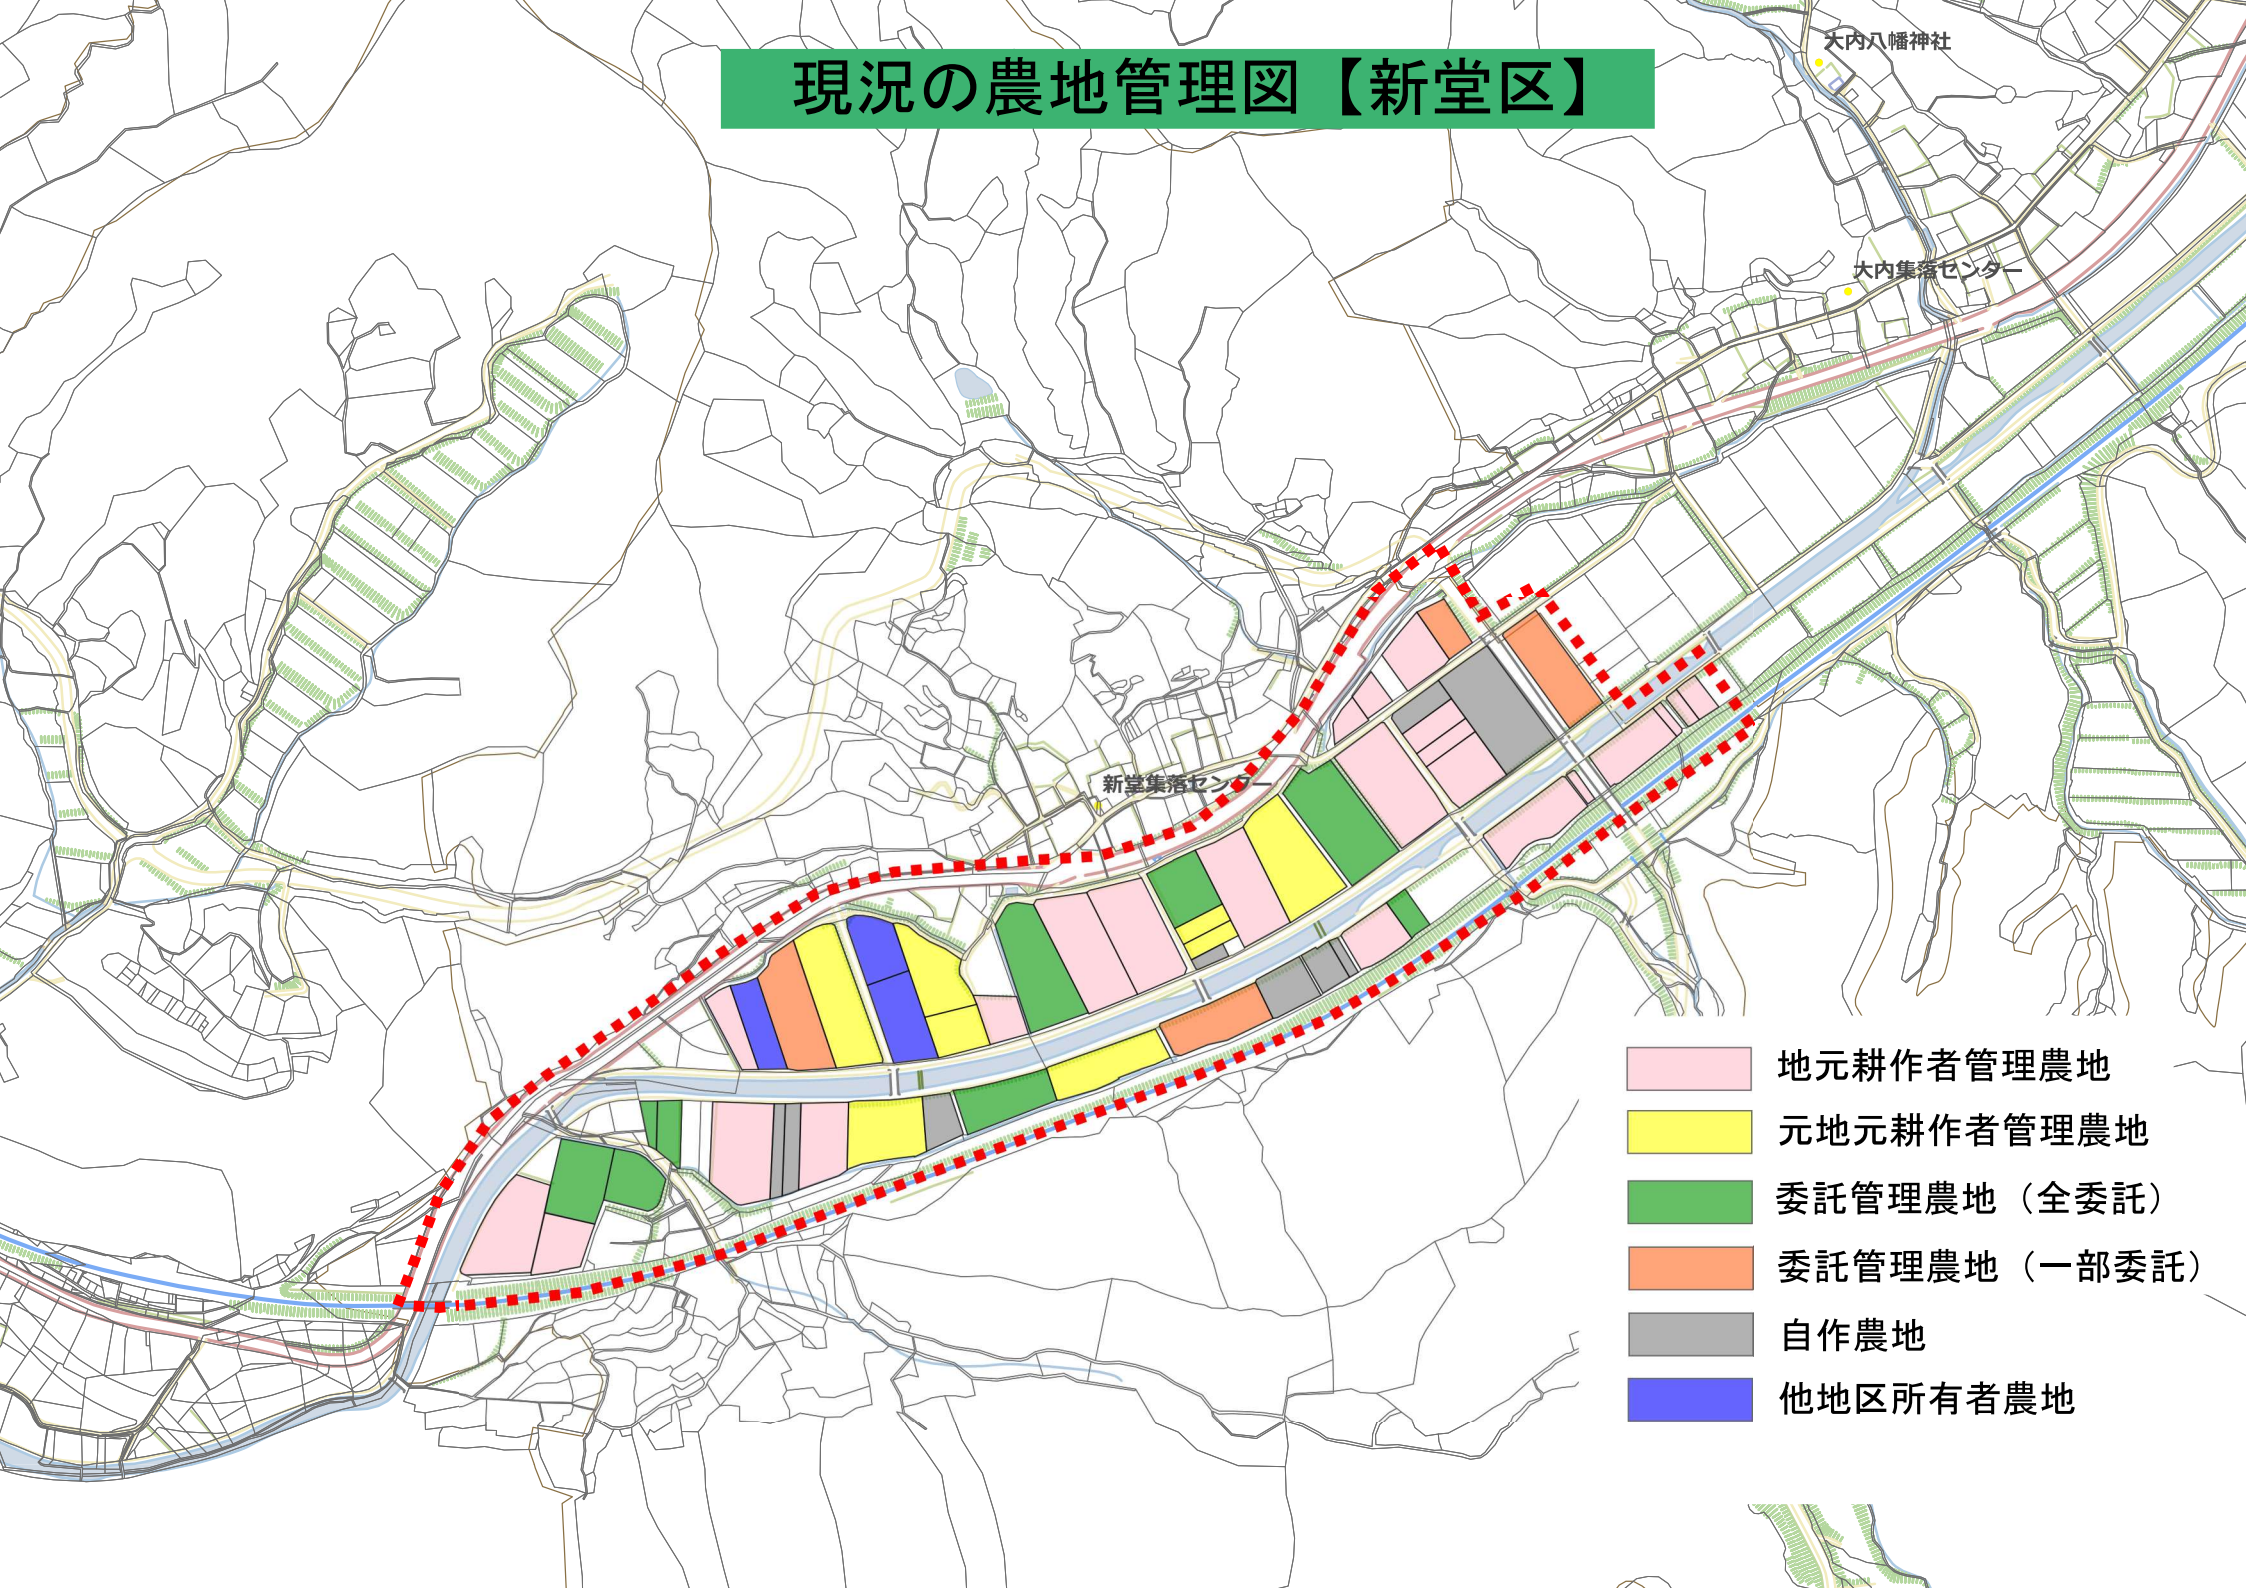 大内八幡神社
現況の農地管理図【新堂区】
大内集落センター
新堂集落センター
地元耕作者管理農地
元地元耕作者管理農地
委託管理農地（全委託）
委託管理農地（一部委託）
自作農地
他地区所有者農地